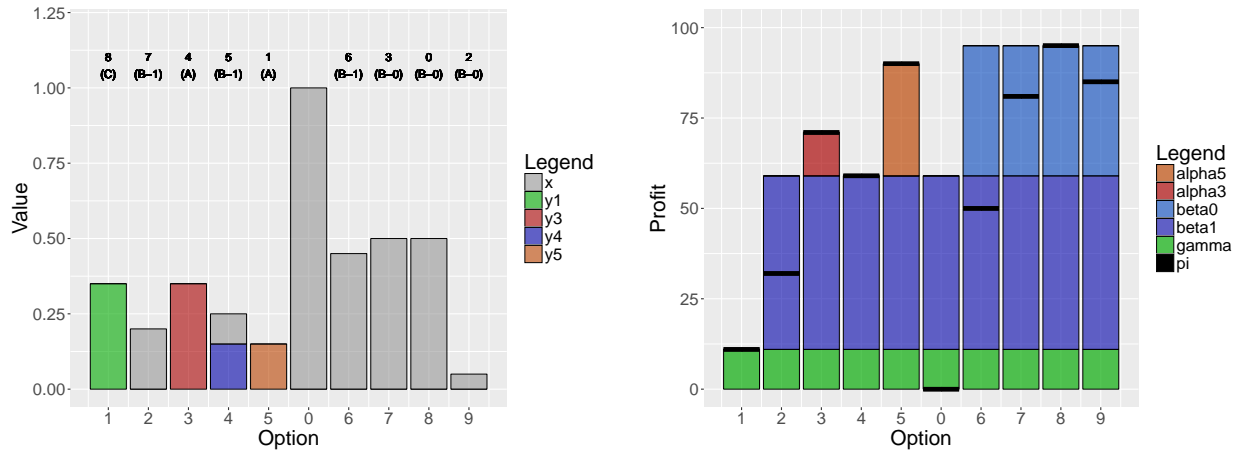 1.25
1.00
0.75
0.50
0.25
0.00
Value
8 7 4 5 1 6 3 0 2
(C) (B−1) (A) (B−1) (A) (B−1) (B−0) (B−0) (B−0)
1 2 3 4 5 0 6 7 8 9
Option
Legend
x
y1
y3
y4
y5
100
75
50
25
0
Profit
1 2 3 4 5 0 6 7 8 9
Option
Legend
alpha5
alpha3
beta0
beta1
gamma
pi